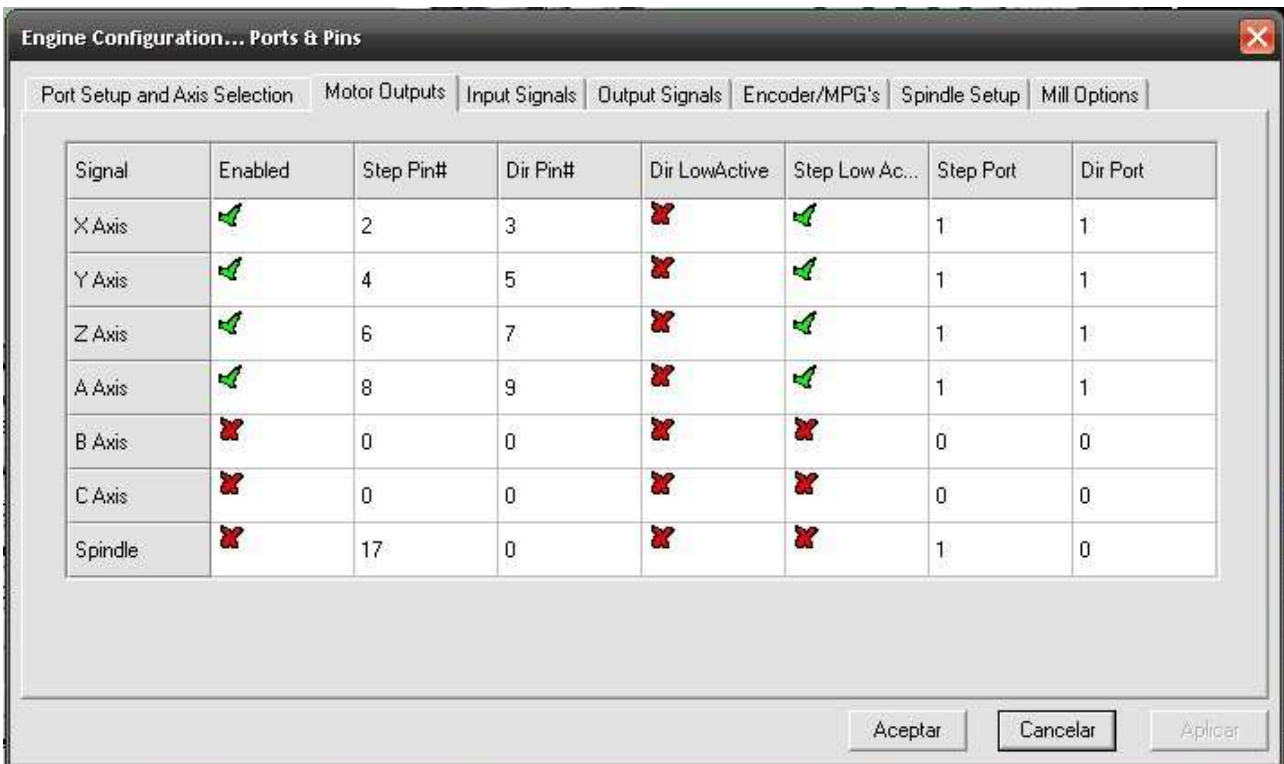 Engine Configuration... Ports & Pins
Port Setup and Axis Selection Motor Outputs Input Signals Output Signals Encoder/MPG's Spindle Setup Mill Options
Signal Enabled Step Pin# Dir Pin# Dir LowActive Step Low Ac... Step Port Dir Port
X Axis 2 3 1 1
Y Axis 4 5 1 1
Z Axis 6 7 1 1
A Axis 8 9 1 1
B Axis 0 0 0 0
C Axis 0 0 0 0
Spindle 17 0 1 0
Aceptar Cancelar Aplicar